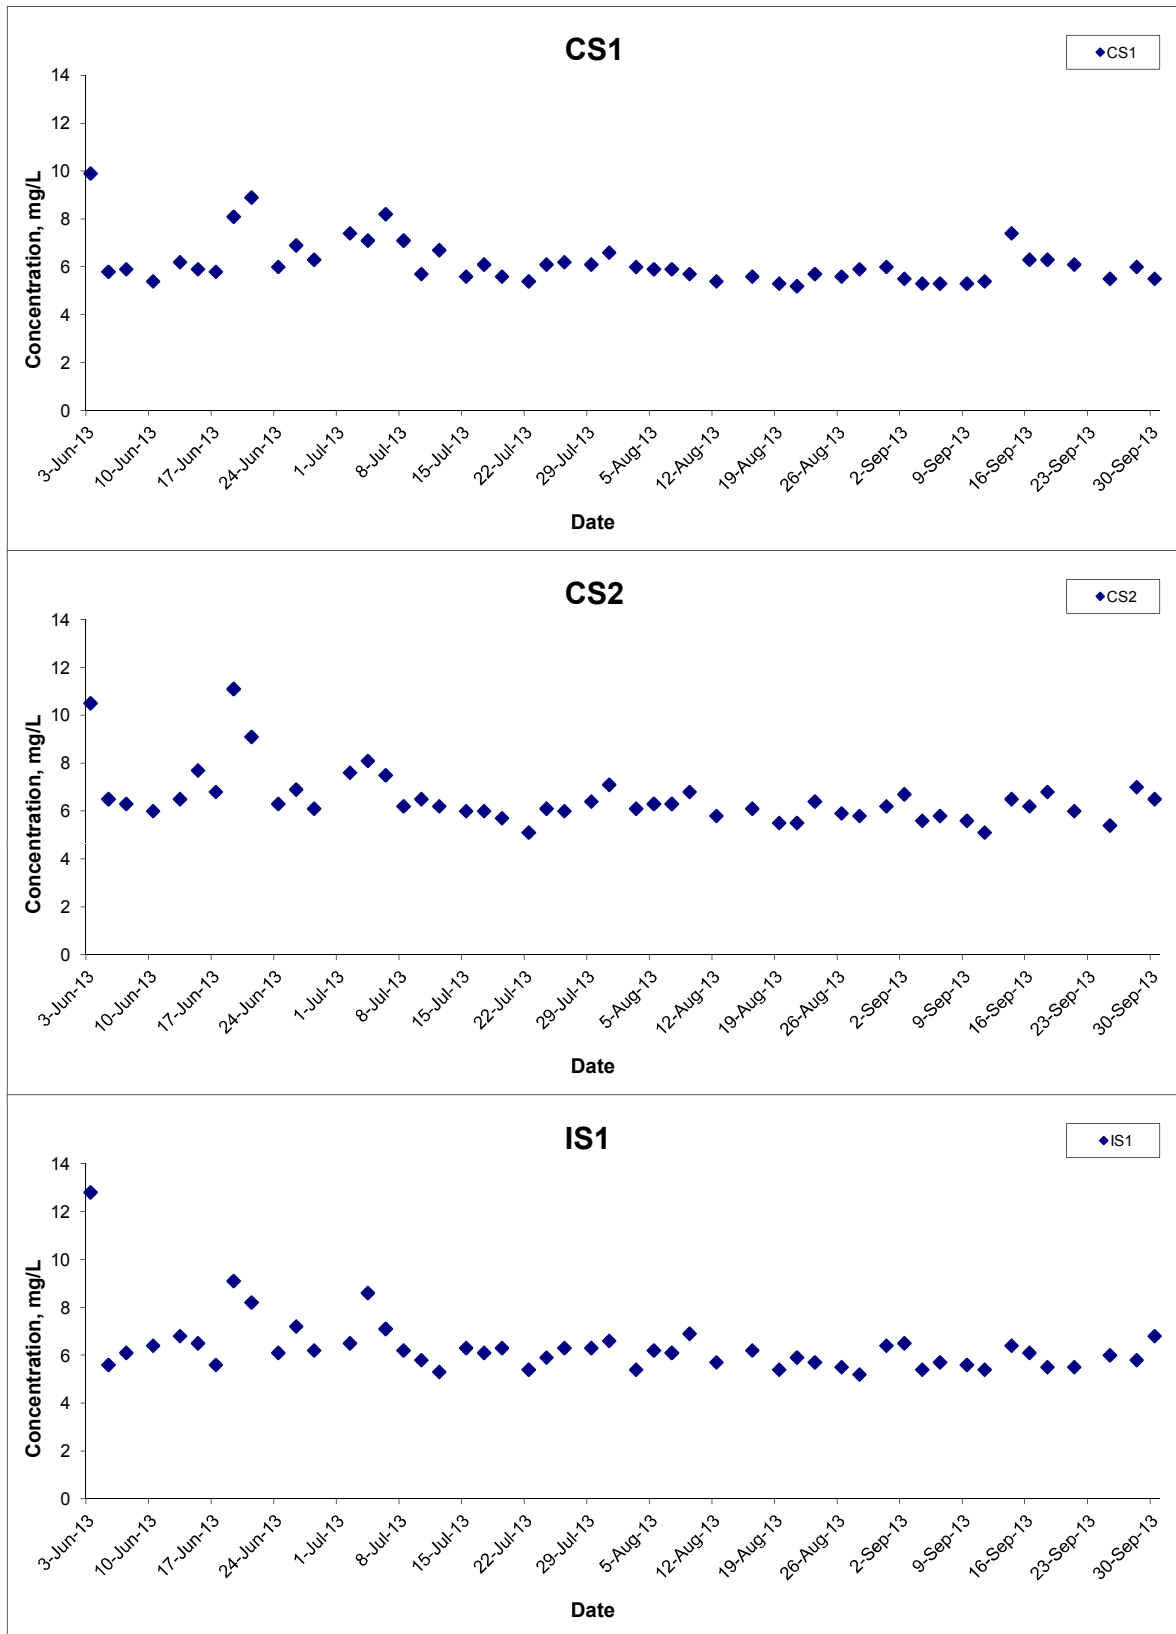 CS1
CS1
14
12
10
8
6
4
2
0
Concentration, mg/L
3-Jun-13
10-Jun-13
17-Jun-13
24-Jun-13
1-Jul-13
8-Jul-13
15-Jul-13
22-Jul-13
29-Jul-13
5-Aug-13
12-Aug-13
19-Aug-13
26-Aug-13
2-Sep-13
9-Sep-13
16-Sep-13
23-Sep-13
30-Sep-13
Date
CS2
CS2
14
12
10
8
6
4
2
0
Concentration, mg/L
3-Jun-13
10-Jun-13
17-Jun-13
24-Jun-13
1-Jul-13
8-Jul-13
15-Jul-13
22-Jul-13
29-Jul-13
5-Aug-13
12-Aug-13
19-Aug-13
26-Aug-13
2-Sep-13
9-Sep-13
16-Sep-13
23-Sep-13
30-Sep-13
Date
IS1
IS1
14
12
10
8
6
4
2
0
Concentration, mg/L
3-Jun-13
10-Jun-13
17-Jun-13
24-Jun-13
1-Jul-13
8-Jul-13
15-Jul-13
22-Jul-13
29-Jul-13
5-Aug-13
12-Aug-13
19-Aug-13
26-Aug-13
2-Sep-13
9-Sep-13
16-Sep-13
23-Sep-13
30-Sep-13
Date